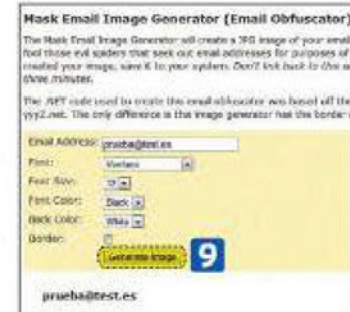 Mask Email Image Generator (Email Obfuscator)
The Mask Email Image Generator will create a JPG image of your email
fool those evil spiders that seek out email addresses for purposes of
created your image, save it to your system. Don't link back to this
three minutes.
The .NET code used to create this email obfuscator was based off the
yyy2.net. The only difference is this image generator has the border
Email Address: prueba@test.es
Font:
Font Size:
Font Color: Black
Back Color: White
Border:
Generate Image 9
prueba@test.es